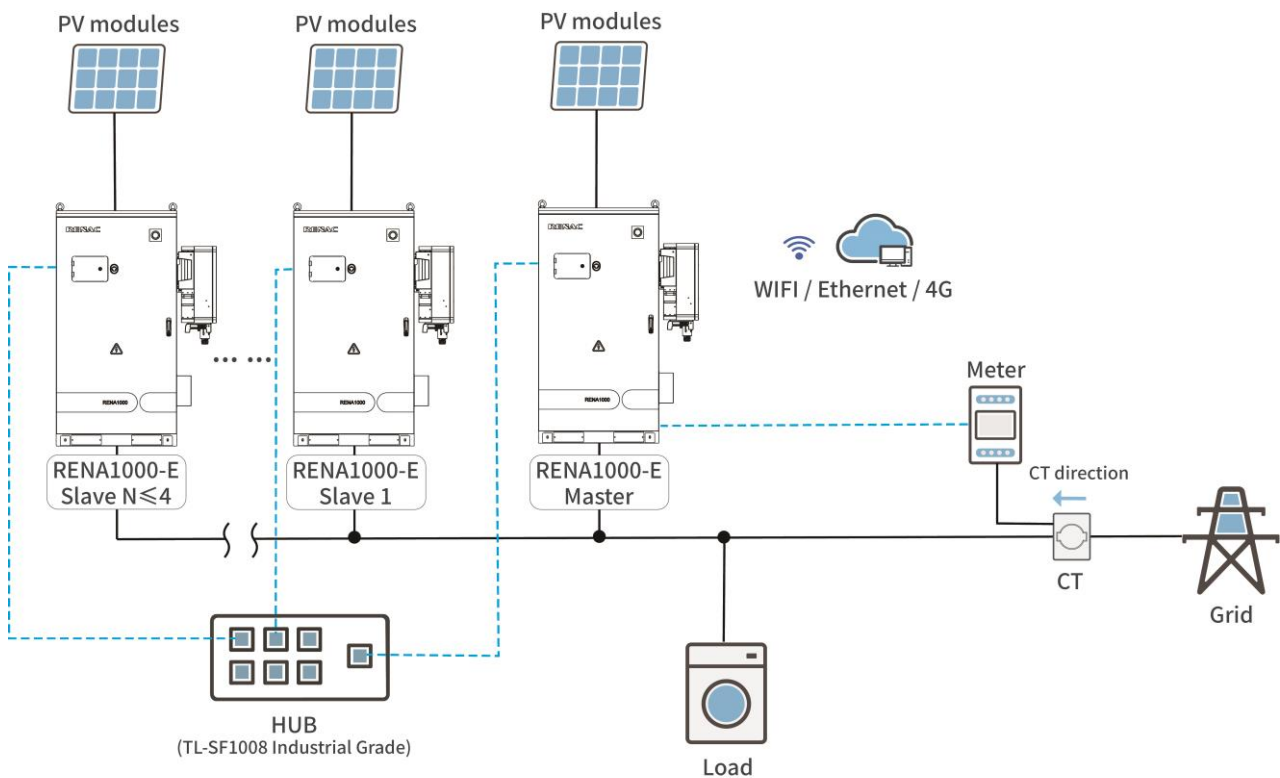 PV modules
PV modules
PV modules
RENAC
RENAC
RENAC
WIFI / Ethernet / 4G
... ...
Meter
RENA1000
RENA1000
RENA1000
RENA1000-E
Slave N≤4
RENA1000-E
Slave 1
RENA1000-E
Master
CT direction
CT
Grid
HUB
(TL-SF1008 Industrial Grade)
Load